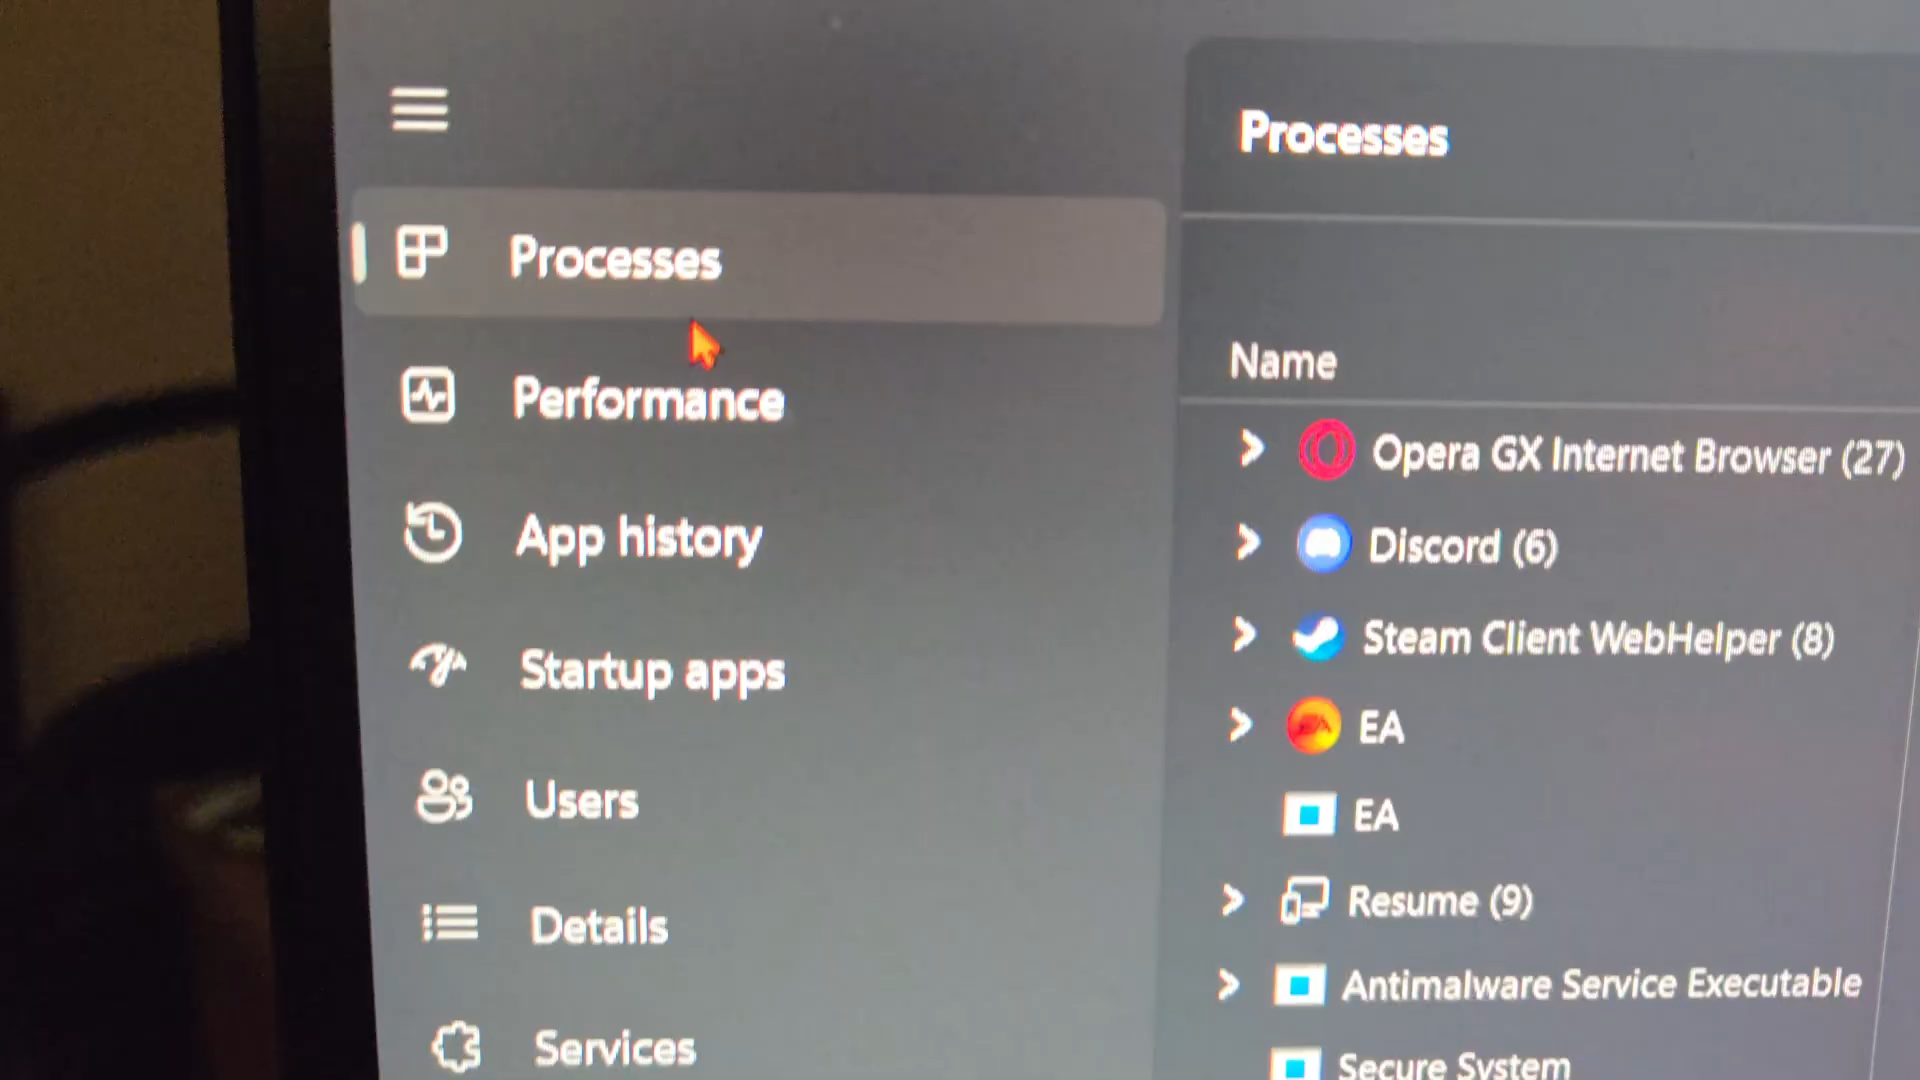 Processes
Performance
App history
Startup apps
Users
Details
Services
Processes
Name
Opera GX Internet Browser (27)
Discord (6)
Steam Client WebHelper (8)
EA
EA
Resume (9)
Antimalware Service Executable
Secure System